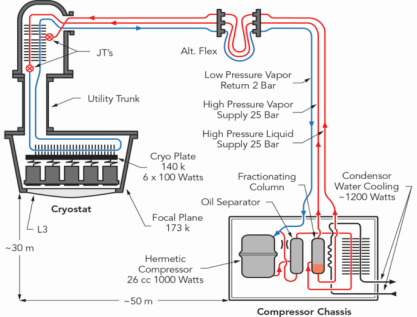 JT's
Alt. Flex
Low Pressure Vapor
Return 2 Bar
Utility Trunk
High Pressure Vapor
Supply 25 Bar
High Pressure Liquid
Supply 25 Bar
Cryo Plate
140 k
6 x 100 Watts
Fractionating
Column
Condensor
Water Cooling
~1200 Watts
Oil Separator
Cryostat
L3
Focal Plane
173 k
~30 m
Hermetic
Compressor
26 cc 1000 Watts
~50 m
Compressor Chassis